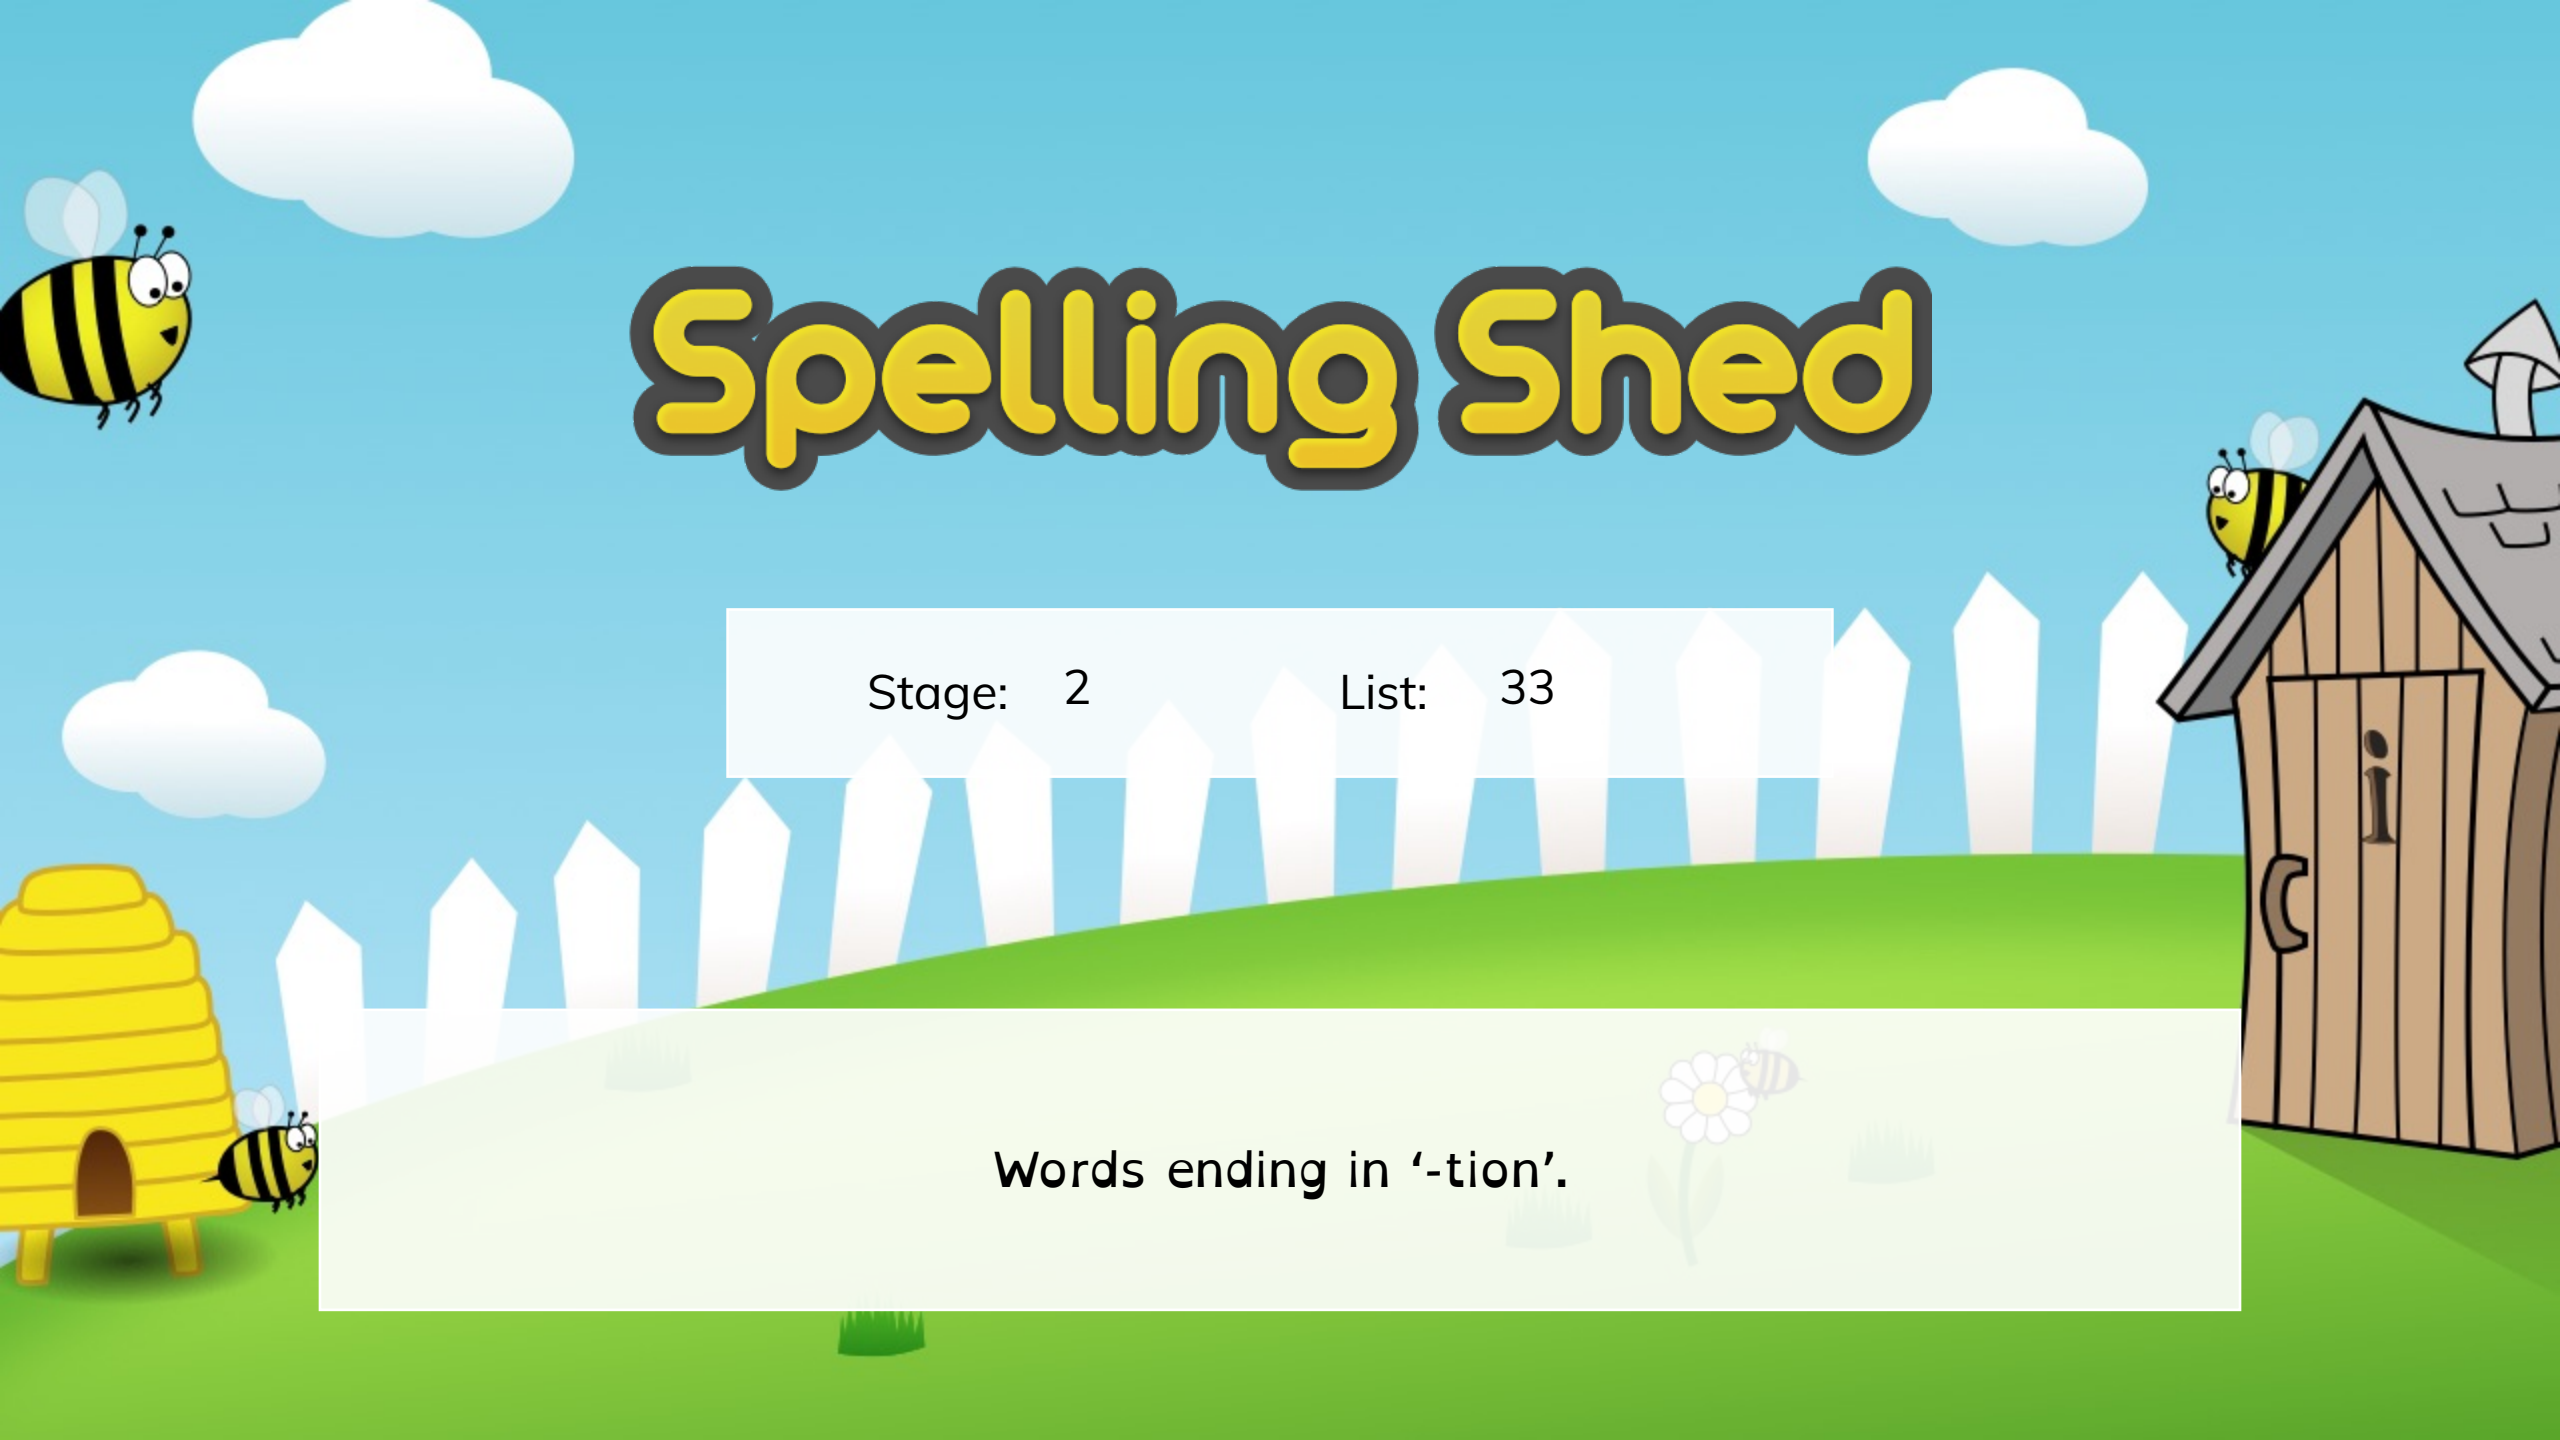 Spelling Shed
Stage: 2 List: 33
i
Words ending in ‘-tion’.